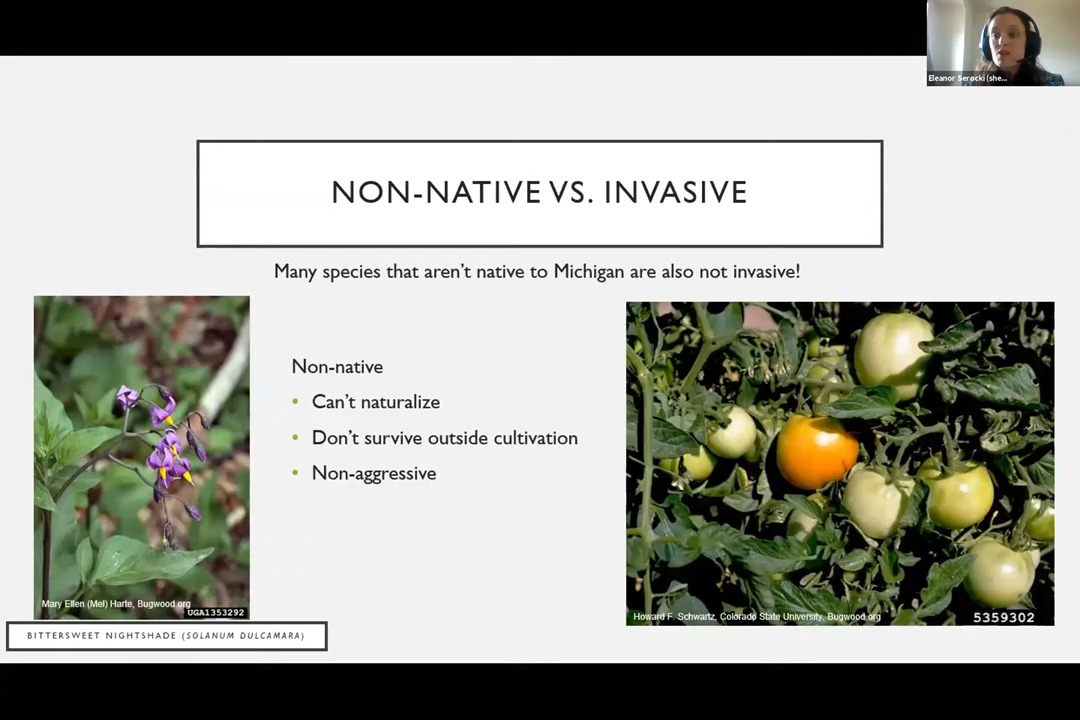 Eleanor Serocki (she...
NON-NATIVE VS. INVASIVE
Many species that aren't native to Michigan are also not invasive!
Non-native
• Can't naturalize
• Don't survive outside cultivation
• Non-aggressive
Mary Ellen (Mel) Harte, Bugwood.org
UGA1353292
BITTERSWEET NIGHTSHADE (SOLANUM DULCAMARA)
Howard F. Schwartz, Colorado State University, Bugwood.org
5359302